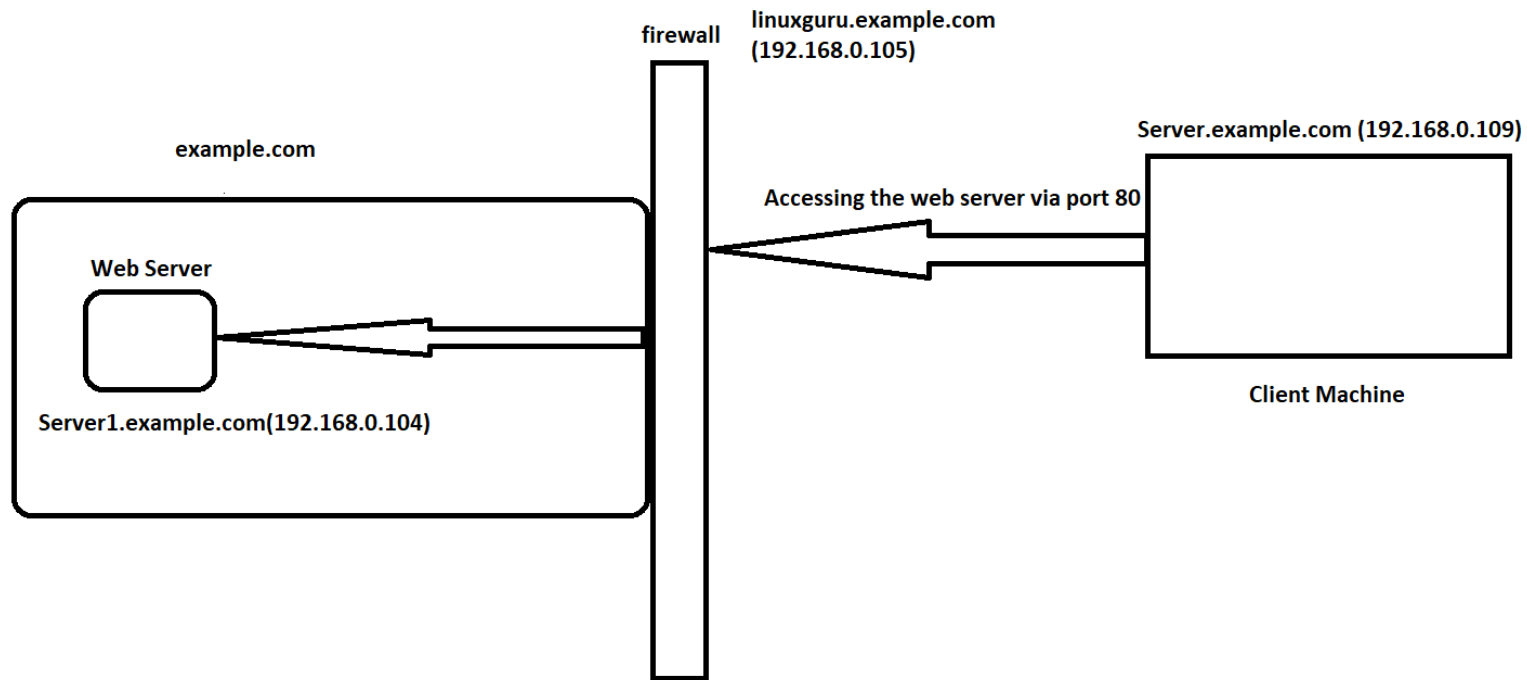 linuxguru.example.com
(192.168.0.105)
firewall
Server.example.com (192.168.0.109)
example.com
Accessing the web server via port 80
Web Server
Client Machine
Server1.example.com(192.168.0.104)